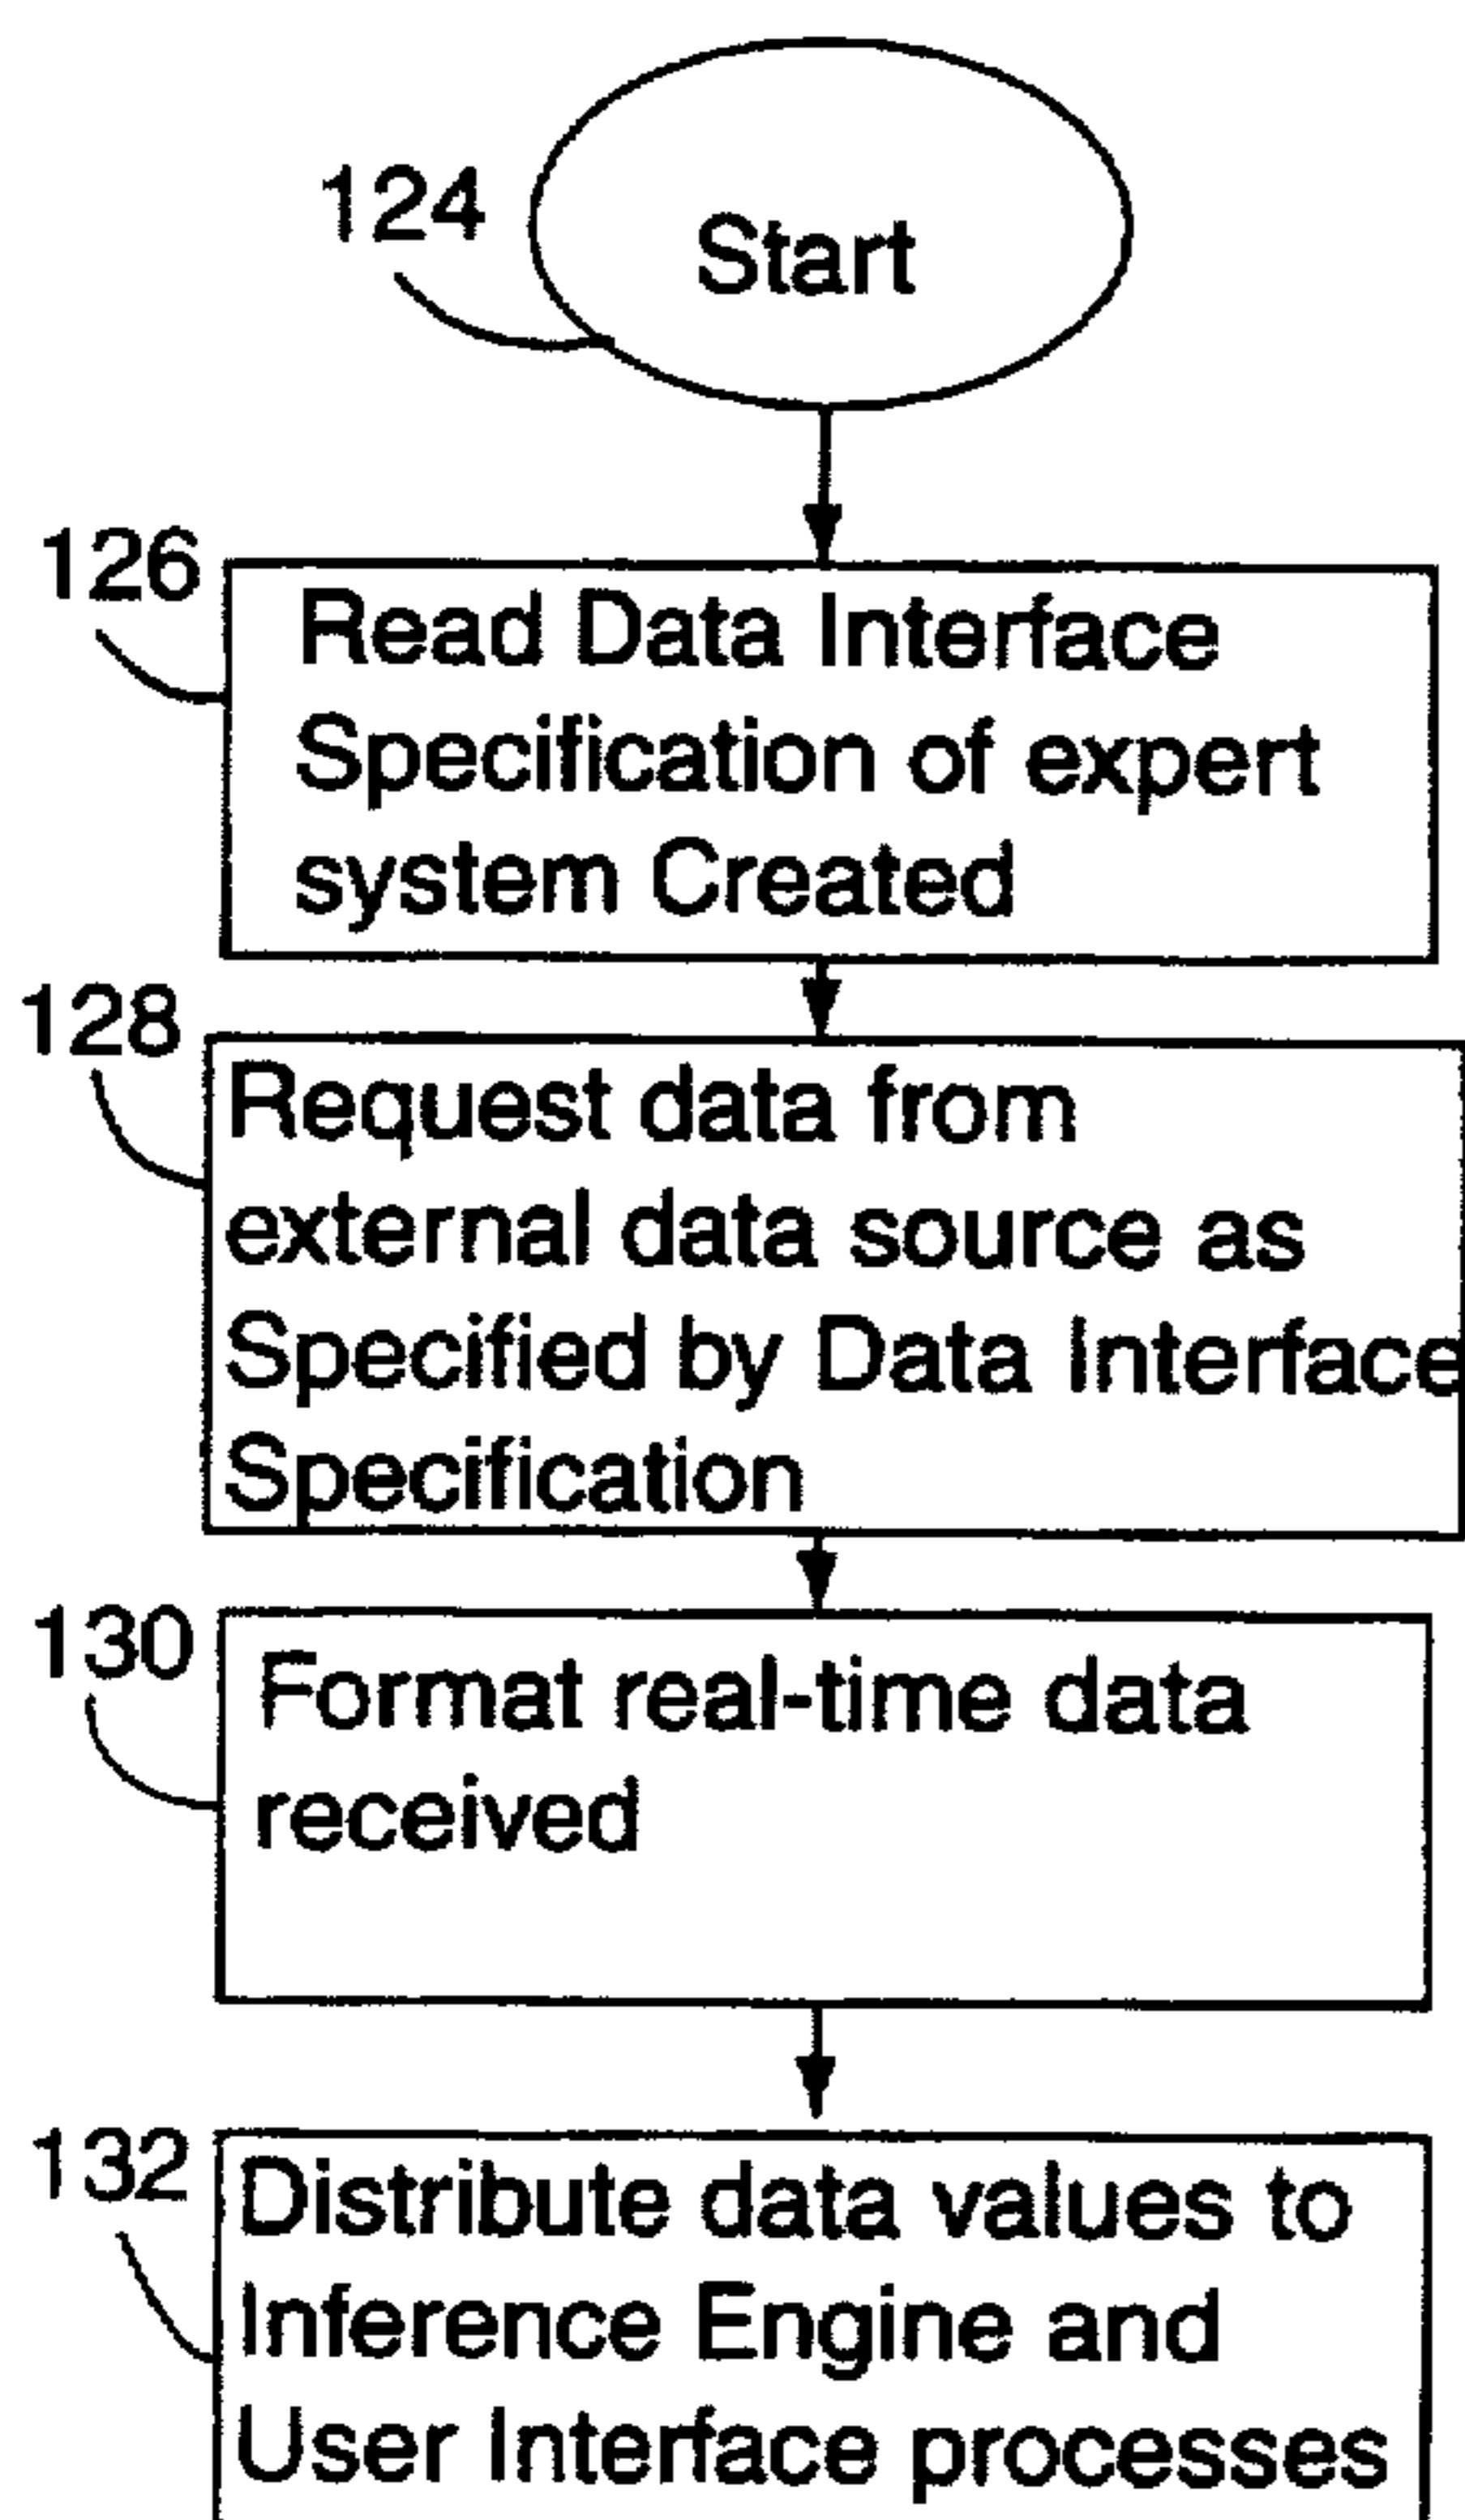 124
Start
126
Read Data Interface
Specification of expert
system Created
128
Request data from
external data source as
Specified by Data Interface
Specification
130
Format real-time data
received
132
Distribute data values to
Inference Engine and
User Interface processes